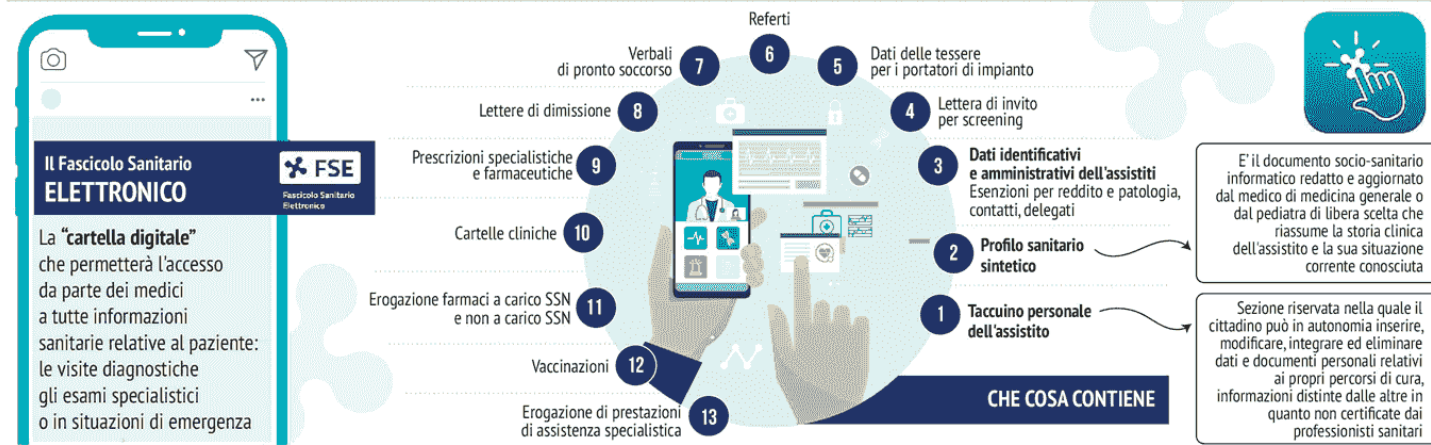 Il Fascicolo Sanitario
ELETTRONICO
FSE
Fascicolo Sanitario
Elettronico
La “cartella digitale”
che permetterà l'accesso
da parte dei medici
a tutte informazioni
sanitarie relative al paziente:
le visite diagnostiche
gli esami specialistici
o in situazioni di emergenza
CHE COSA CONTIENE
1
Taccuino personale
dell'assistito
Sezione riservata nella quale il
cittadino può in autonomia inserire,
modificare, integrare ed eliminare
dati e documenti personali relativi
ai propri percorsi di cura,
informazioni distinte dalle altre in
quanto non certificate dai
professionisti sanitari
2
Profilo sanitario
sintetico
E' il documento socio-sanitario
informatico redatto e aggiornato
dal medico di medicina generale o
dal pediatra di libera scelta che
riassume la storia clinica
dell'assistito e la sua situazione
corrente conosciuta
3
Dati identificativi
e amministrativi dell'assistiti
Esenzioni per reddito e patologia,
contatti, delegati
4
Lettera di invito
per screening
5
Dati delle tessere
per i portatori di impianto
6
Referti
7
Verbali
di pronto soccorso
8
Lettere di dimissione
9
Prescrizioni specialistiche
e farmaceutiche
10
Cartelle cliniche
11
Erogazione farmaci a carico SSN
e non a carico SSN
12
Vaccinazioni
13
Erogazione di prestazioni
di assistenza specialistica